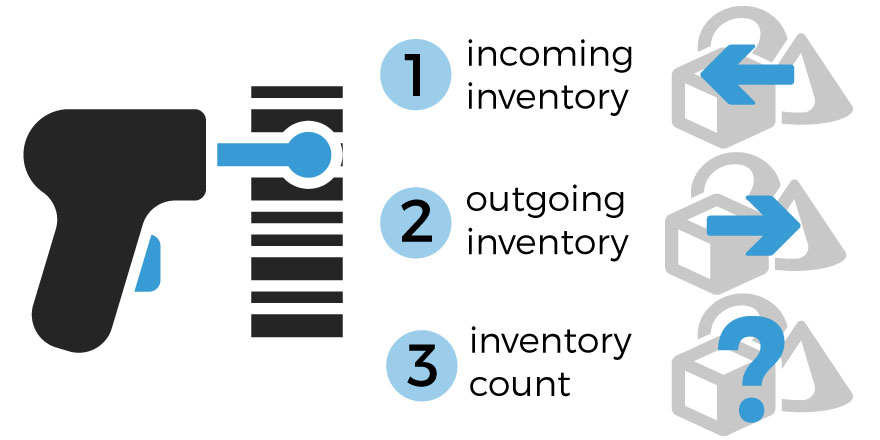 1
incoming
inventory
2
outgoing
inventory
3
inventory
count
?